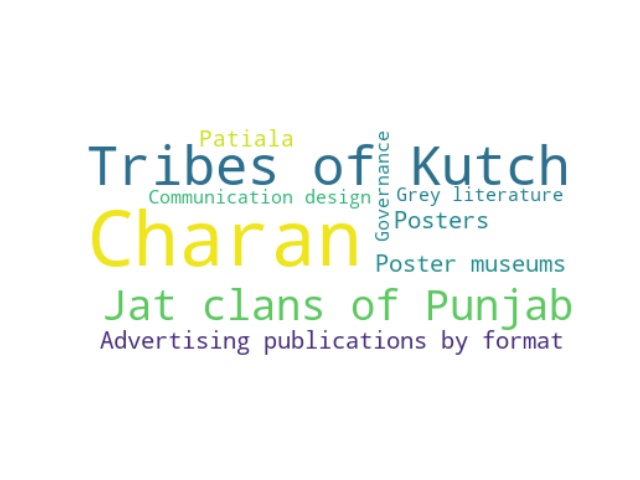 Patiala
Tribes of Kutch
Governance
Communication design
Grey literature
Charan
Posters
Poster museums
Jat clans of Punjab
Advertising publications by format